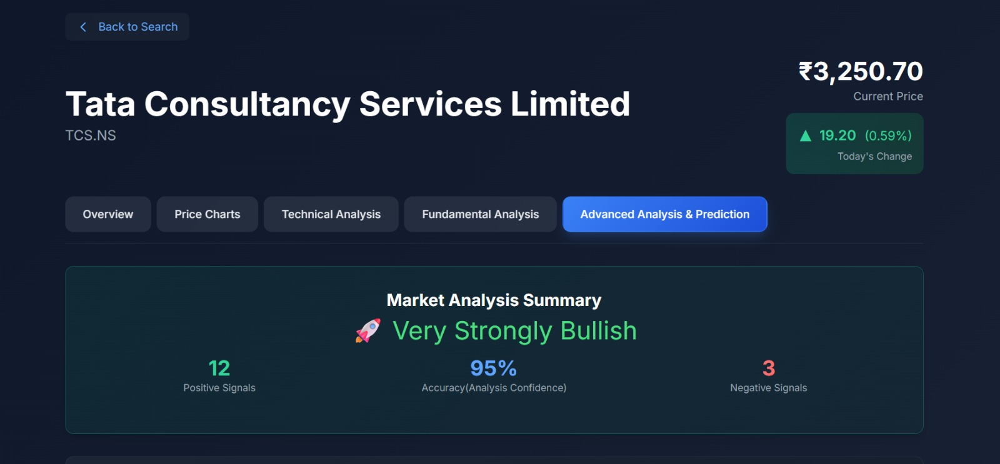 Back to Search
₹3,250.70
Current Price
Tata Consultancy Services Limited
TCS.NS
▲ 19.20 (0.59%)
Today's Change
Overview
Price Charts
Technical Analysis
Fundamental Analysis
Advanced Analysis & Prediction
Market Analysis Summary
🚀 Very Strongly Bullish
12
Positive Signals
95%
Accuracy(Analysis Confidence)
3
Negative Signals